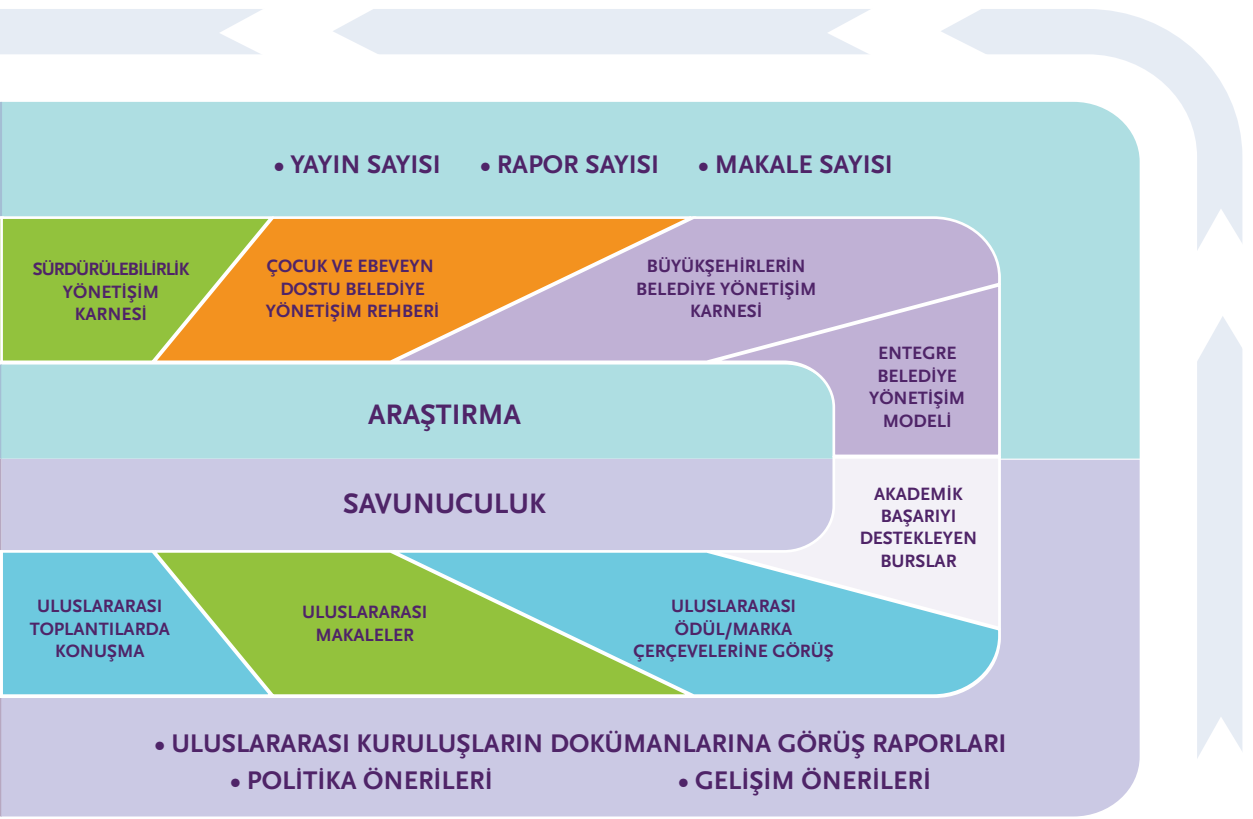 • YAYIN SAYISI • RAPOR SAYISI • MAKALE SAYISI
SÜRDÜRÜLEBİLİRLİK
YÖNETİŞİM
KARNESİ
ÇOCUK VE EBEVEYN
DOSTU BELEDİYE
YÖNETİŞİM REHBERİ
BÜYÜKŞEHİRLERİN
BELEDİYE YÖNETİŞİM
KARNESİ
ENTEGRE
BELEDİYE
YÖNETİŞİM
MODELİ
ARAŞTIRMA
SAVUNUCULUK
AKADEMİK
BAŞARIYI
DESTEKLEYEN
BURSLAR
ULUSLARARASI
TOPLANTILARDA
KONUŞMA
ULUSLARARASI
MAKALELER
ULUSLARARASI
ÖDÜL/MARKA
ÇERÇEVELERİNE GÖRÜŞ
• ULUSLARARASI KURULUŞLARIN DOKÜMANLARINA GÖRÜŞ RAPORLARI
• POLİTİKA ÖNERİLERİ • GELİŞİM ÖNERİLERİ